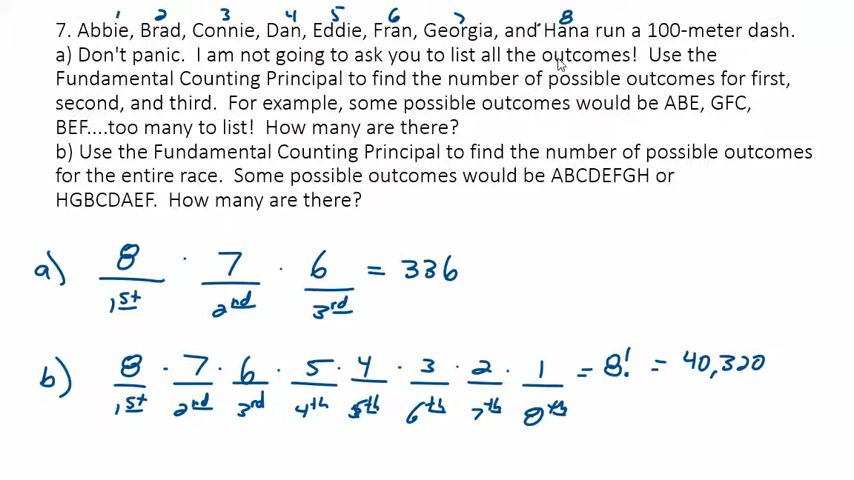 1 2 3 4 5 6 7 8
7. Abbie, Brad, Connie, Dan, Eddie, Fran, Georgia, and Hana run a 100-meter dash.
a) Don't panic. I am not going to ask you to list all the outcomes! Use the
Fundamental Counting Principal to find the number of possible outcomes for first,
second, and third. For example, some possible outcomes would be ABE, GFC,
BEF....too many to list! How many are there?
b) Use the Fundamental Counting Principal to find the number of possible outcomes
for the entire race. Some possible outcomes would be ABCDEFGH or
HGBCDAEF. How many are there?
a) 8 · 7 · 6 = 336
1st 2nd 3rd
b) 8 · 7 · 6 · 5 · 4 · 3 · 2 · 1 = 8! = 40,320
1st 2nd 3rd 4th 5th 6th 7th 8th